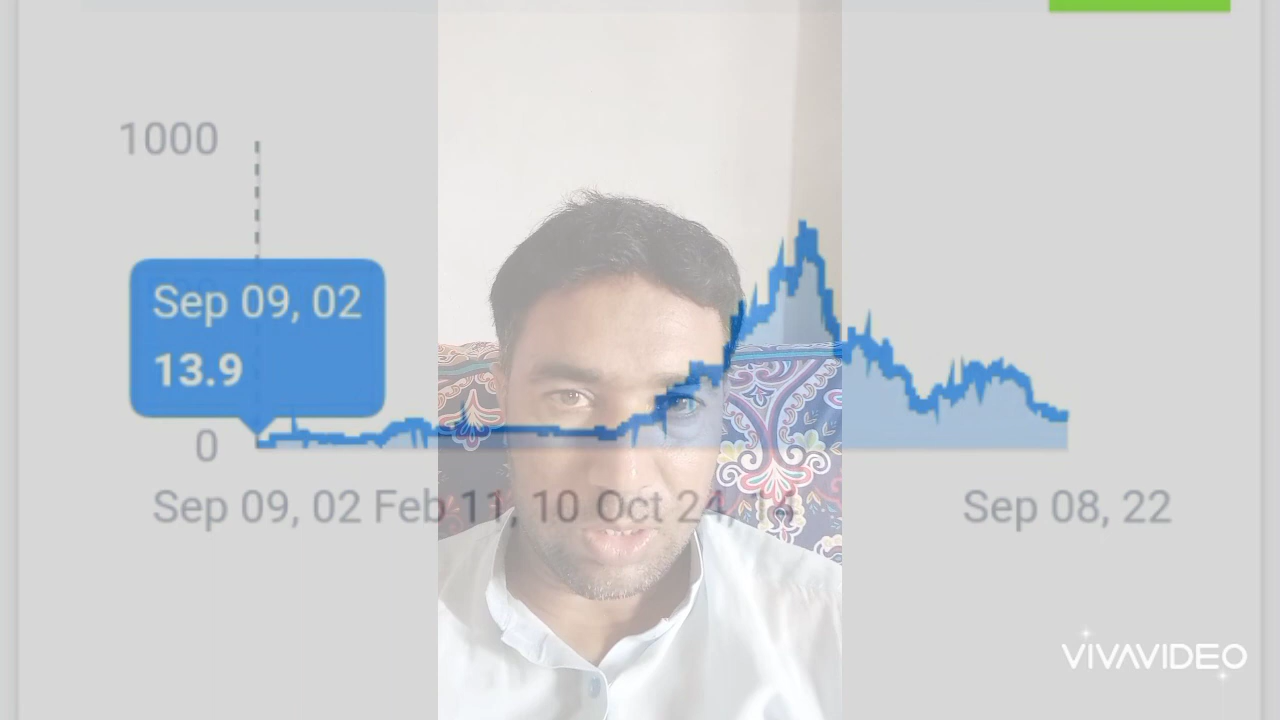 1000
Sep 09, 02
13.9
0
Sep 09, 02 Feb 11, 10 Oct 24,
Sep 08, 22
VIVAVIDEO